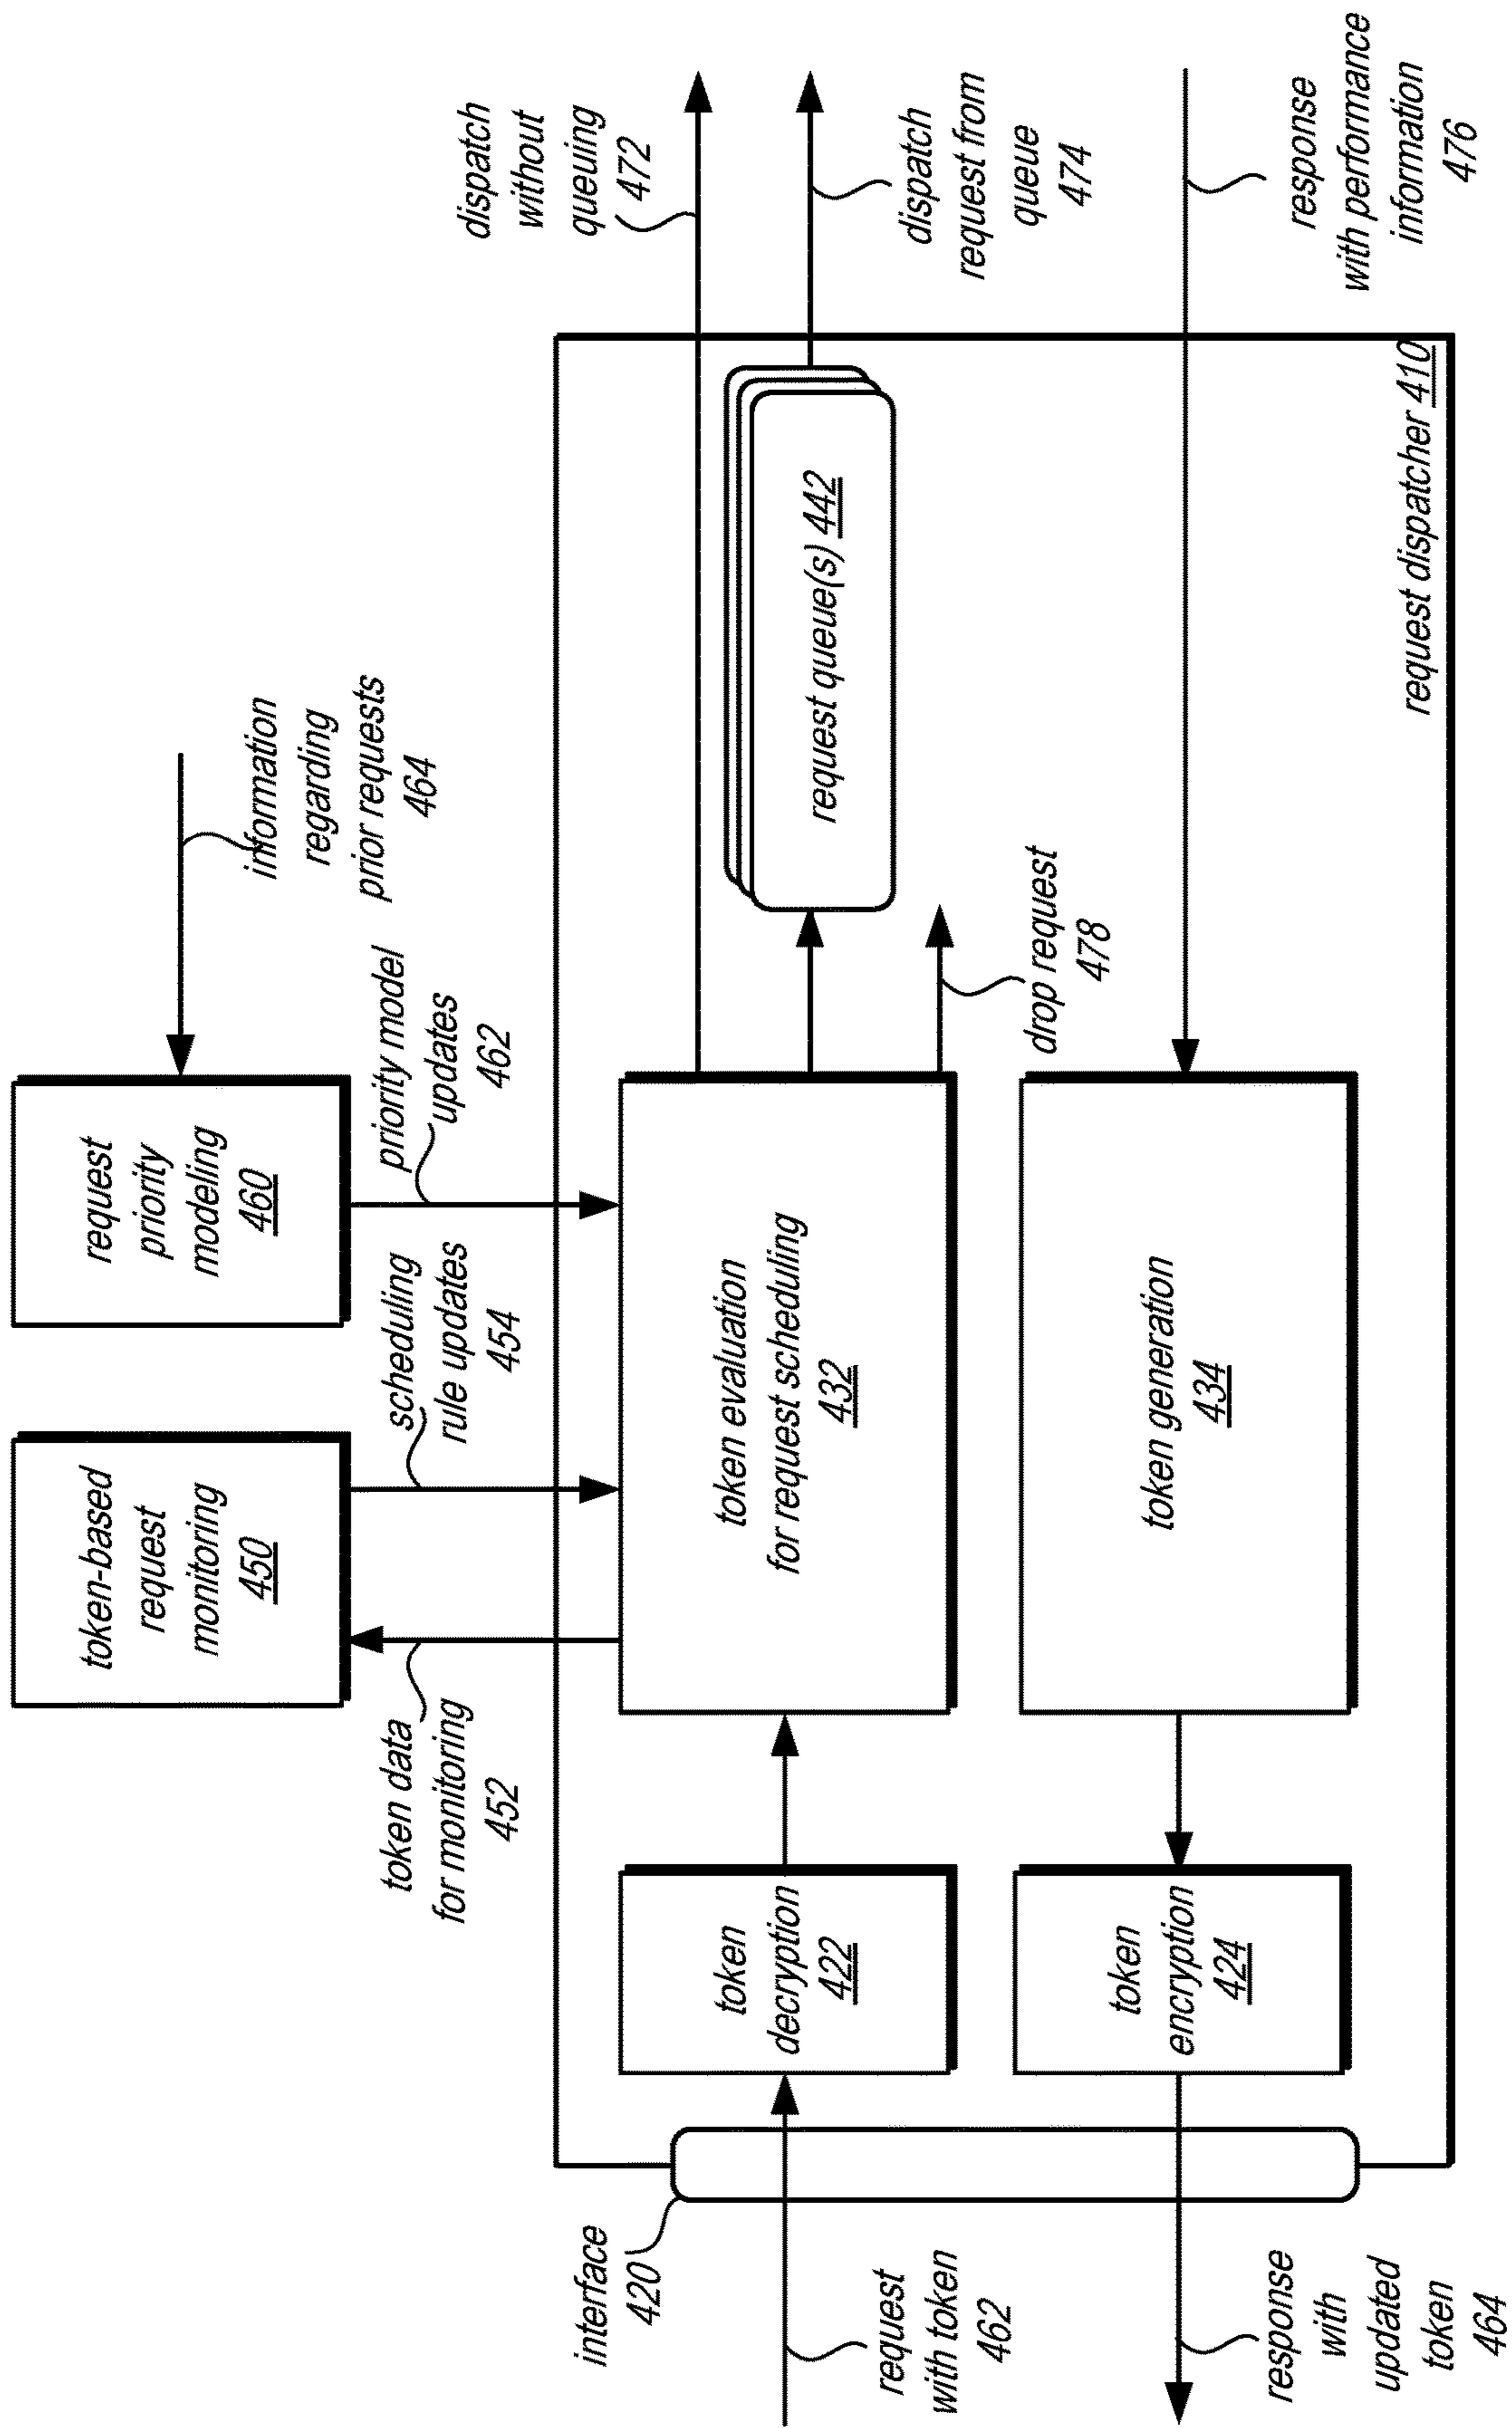 token-based
request
monitoring
450
request
priority
modeling
460
information
regarding
prior requests
464
token data
for monitoring
452
scheduling
rule updates
454
priority model
updates
462
dispatch
without
queuing
472
interface
420
request
with token
462
token
decryption
422
token evaluation
for request scheduling
432
request queue(s) 442
dispatch
request from
queue
474
drop request
478
response
with
updated
token
464
token
encryption
424
token generation
434
response
with performance
information
476
request dispatcher 410